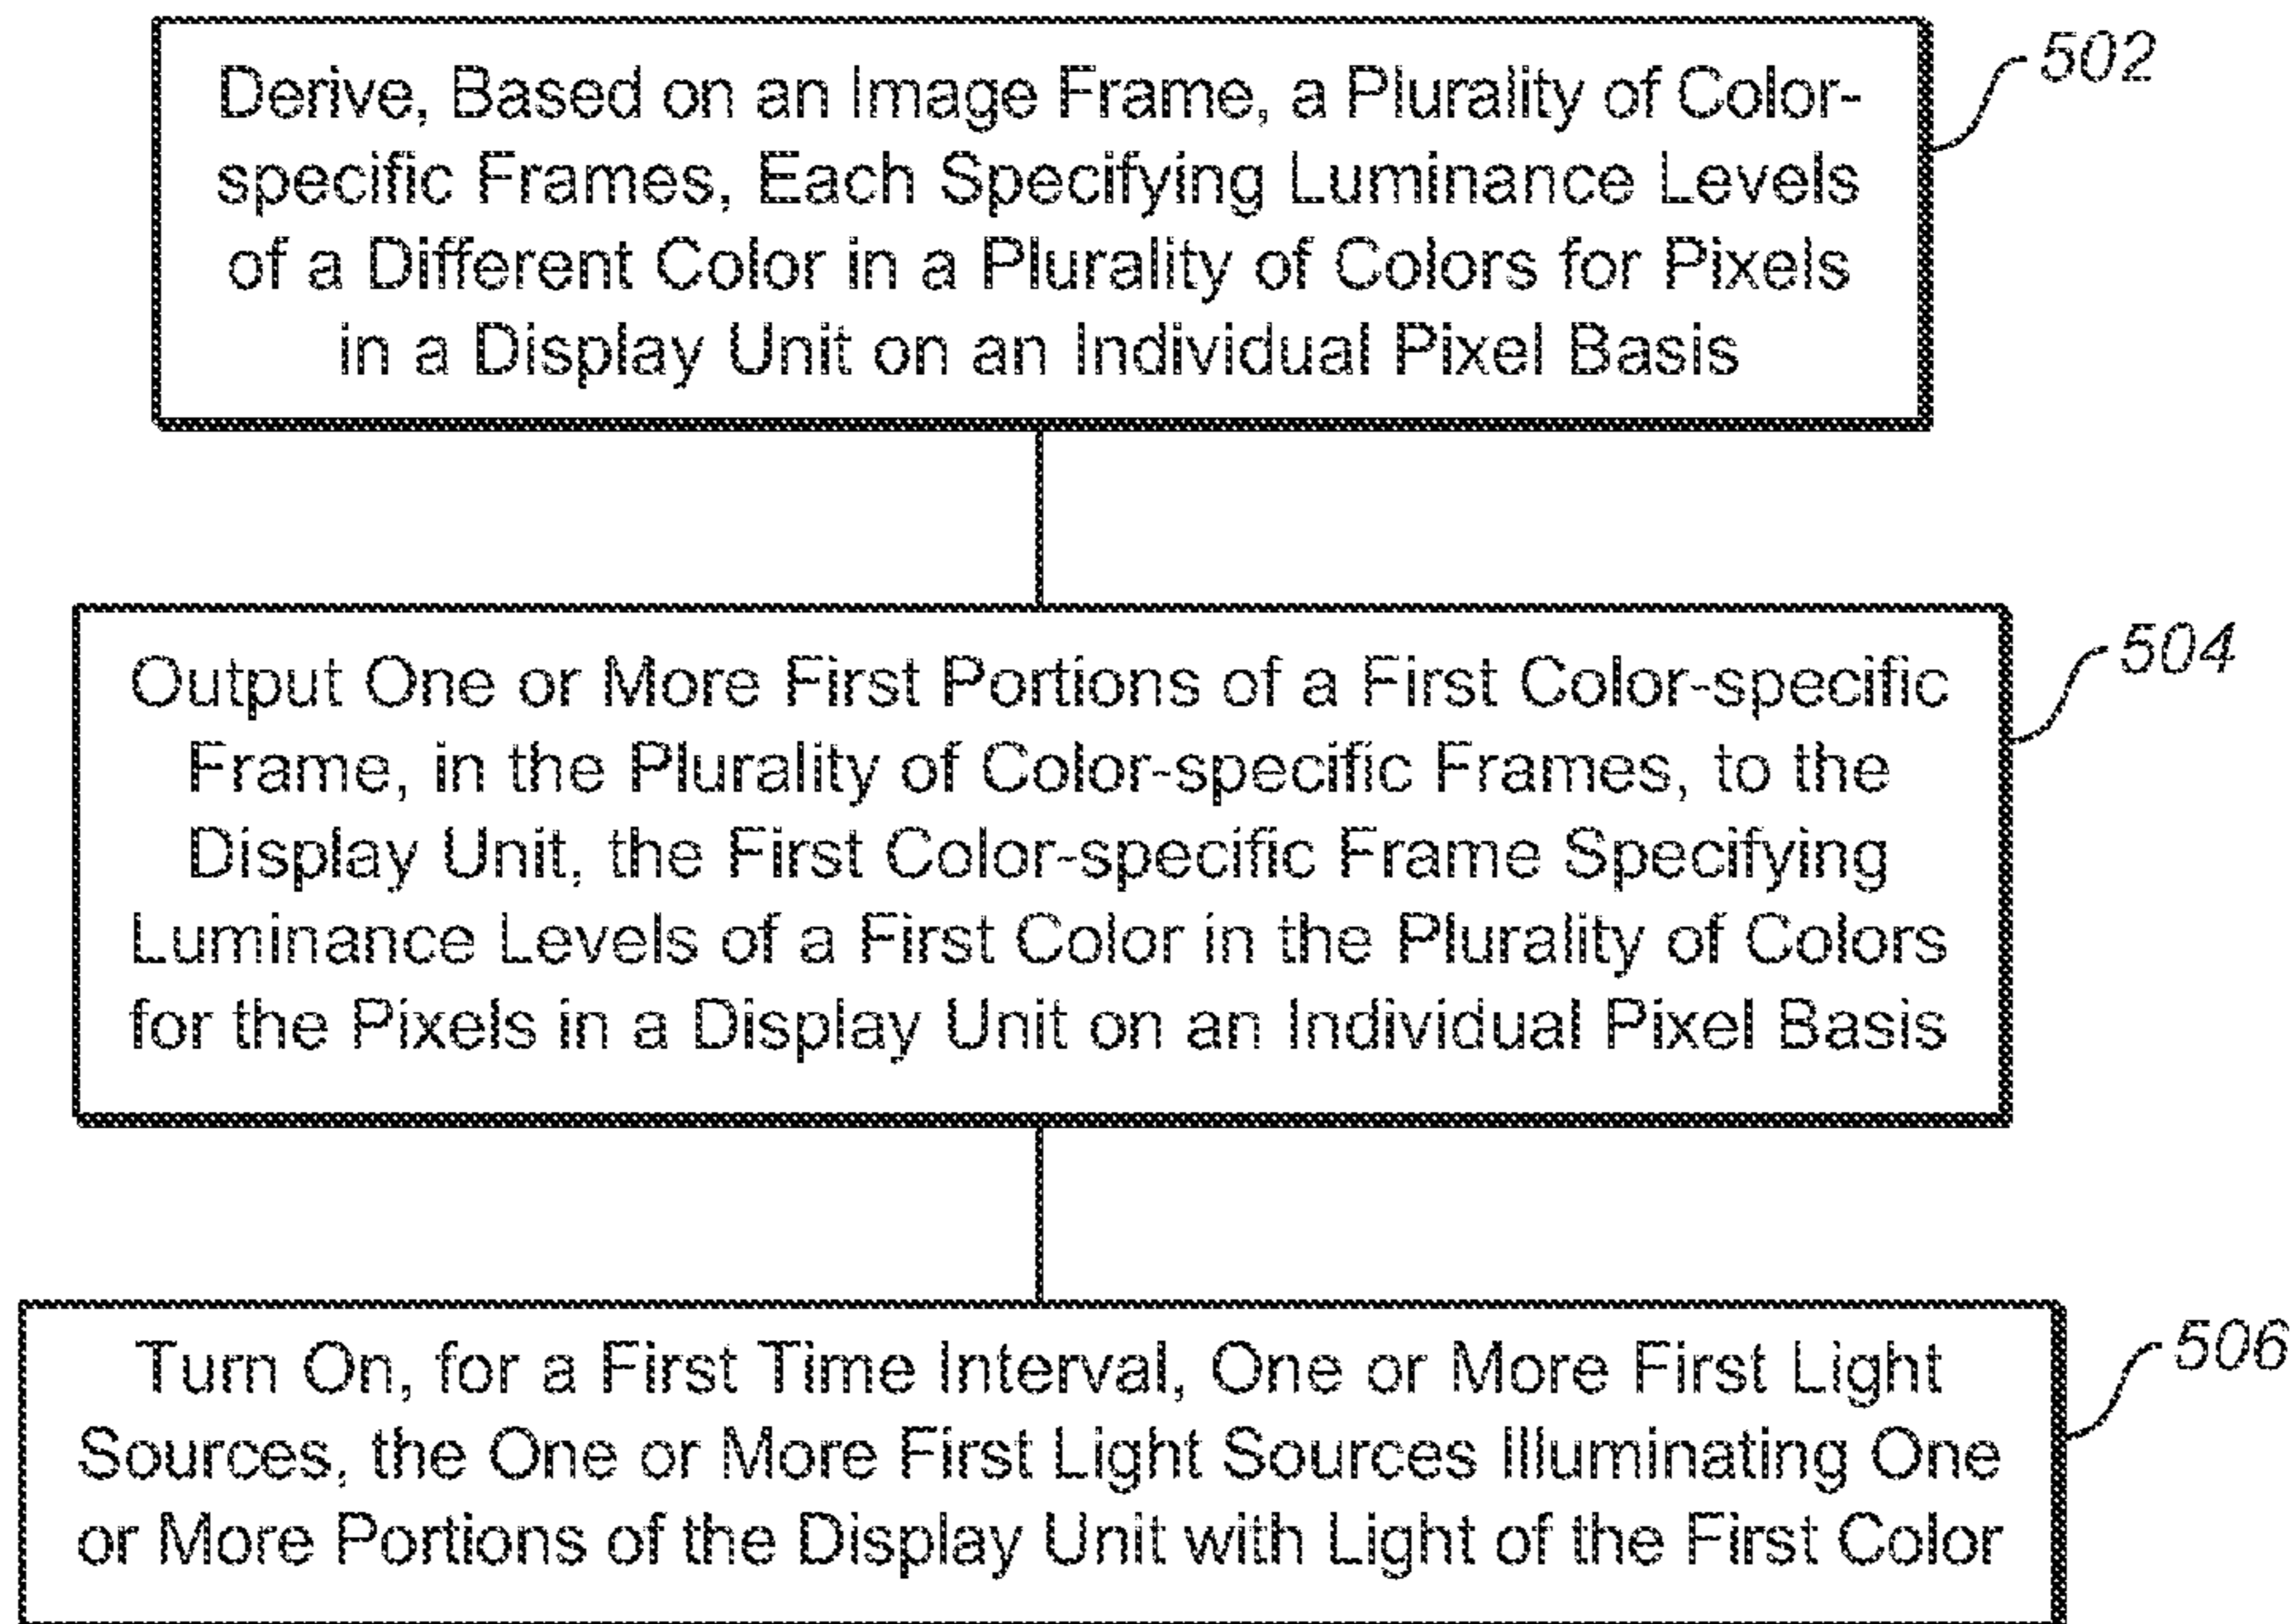 Derive, Based on an Image Frame, a Plurality of Color-
specific Frames, Each Specifying Luminance Levels
of a Different Color in a Plurality of Colors for Pixels
in a Display Unit on an Individual Pixel Basis
502
Output One or More First Portions of a First Color-specific
Frame, in the Plurality of Color-specific Frames, to the
Display Unit, the First Color-specific Frame Specifying
Luminance Levels of a First Color in the Plurality of Colors
for the Pixels in a Display Unit on an Individual Pixel Basis
504
Turn On, for a First Time Interval, One or More First Light
Sources, the One or More First Light Sources Illuminating One
or More Portions of the Display Unit with Light of the First Color
506